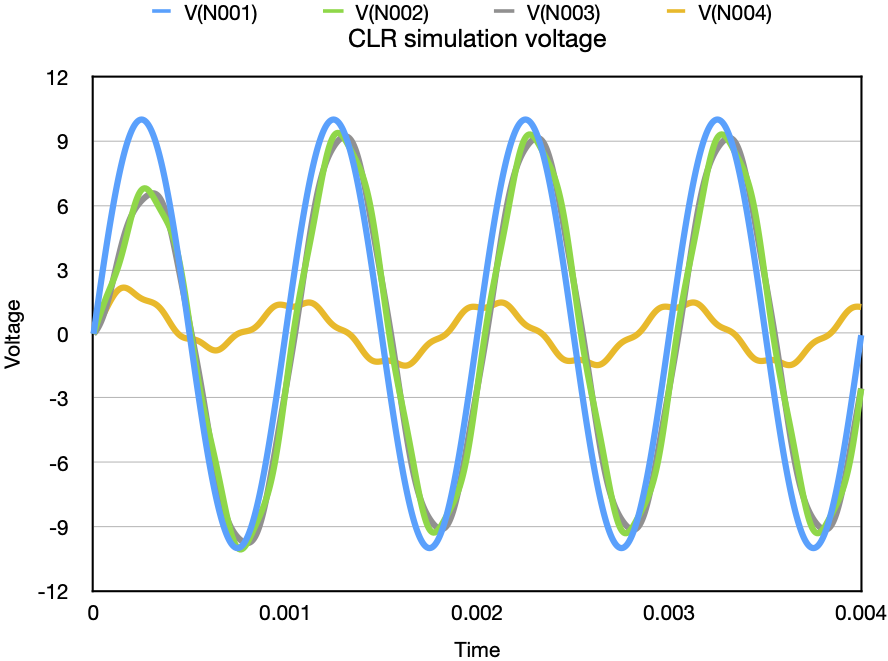 V(N001) V(N002) V(N003) V(N004)
CLR simulation voltage
12
9
6
3
0
-3
-6
-9
-12
Voltage
0 0.001 0.002 0.003 0.004
Time